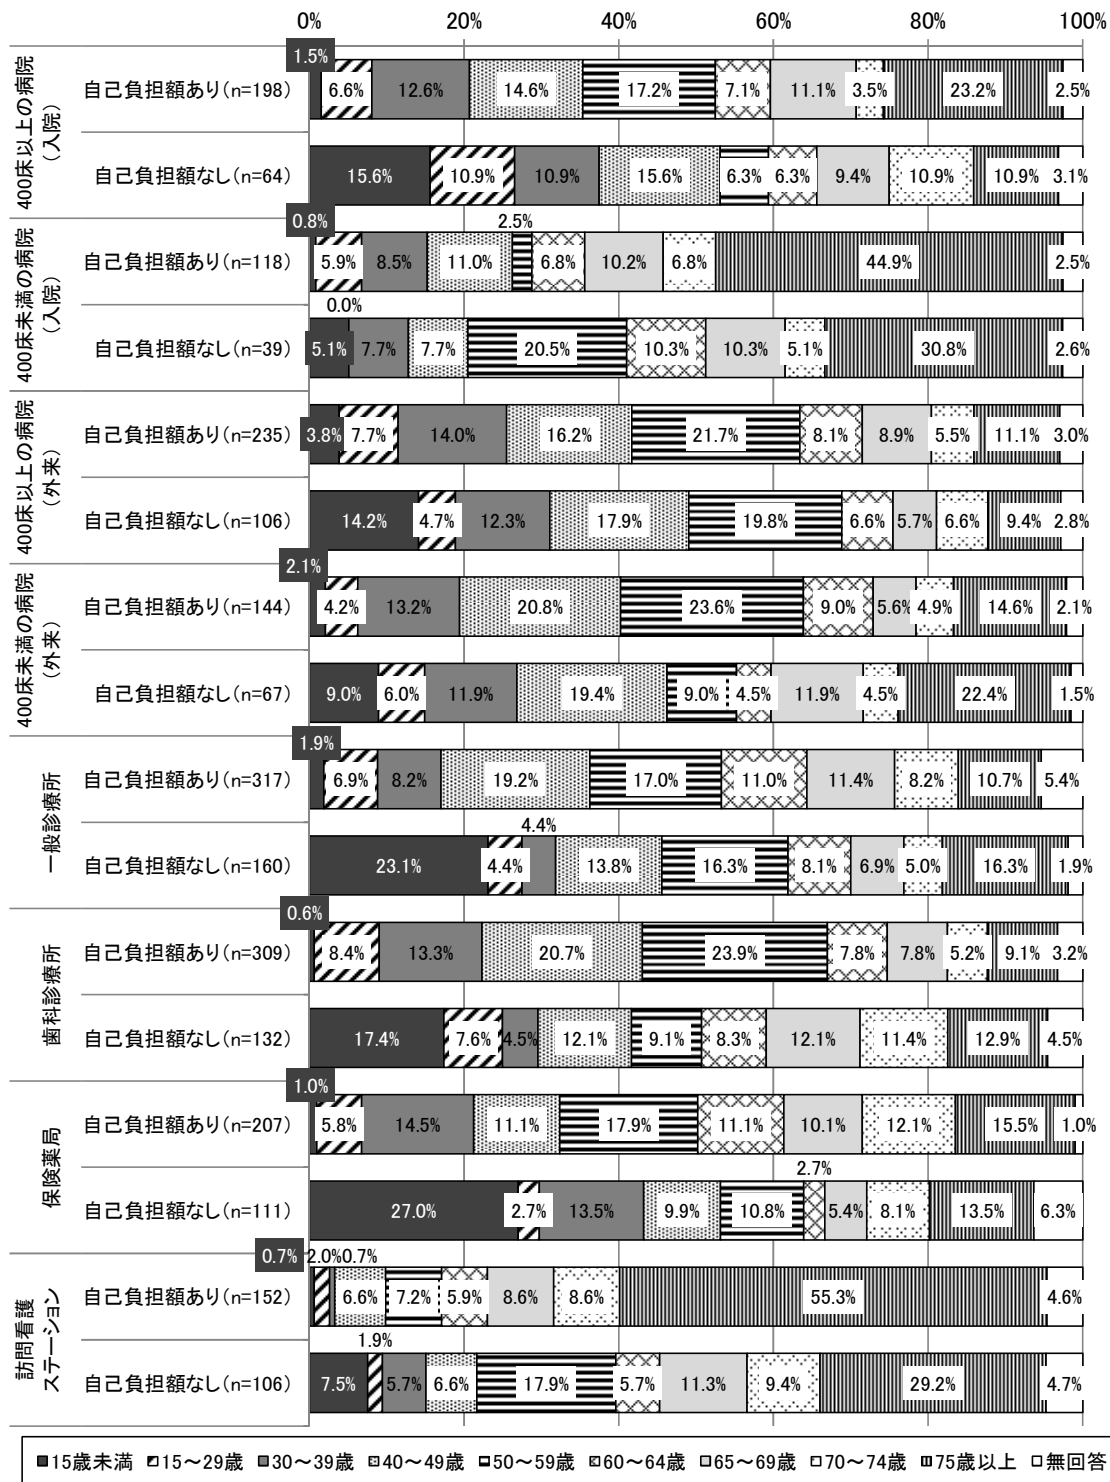 0% 20% 40% 60% 80% 100%
400床以上の病院
（入院）
1.5%
自己負担額あり(n=198) 6.6% 12.6% 14.6% 17.2% 7.1% 11.1% 3.5% 23.2% 2.5%
自己負担額なし(n=64) 15.6% 10.9% 10.9% 15.6% 6.3% 6.3% 9.4% 10.9% 10.9% 3.1%
400床未満の病院
（入院）
0.8% 2.5%
自己負担額あり(n=118) 5.9% 8.5% 11.0% 6.8% 10.2% 6.8% 44.9% 2.5%
0.0%
自己負担額なし(n=39) 5.1% 7.7% 7.7% 20.5% 10.3% 10.3% 5.1% 30.8% 2.6%
400床以上の病院
（外来）
自己負担額あり(n=235) 3.8% 7.7% 14.0% 16.2% 21.7% 8.1% 8.9% 5.5% 11.1% 3.0%
自己負担額なし(n=106) 14.2% 4.7% 12.3% 17.9% 19.8% 6.6% 5.7% 6.6% 9.4% 2.8%
400床未満の病院
（外来）
2.1%
自己負担額あり(n=144) 4.2% 13.2% 20.8% 23.6% 9.0% 5.6% 4.9% 14.6% 2.1%
自己負担額なし(n=67) 9.0% 6.0% 11.9% 19.4% 9.0% 4.5% 11.9% 4.5% 22.4% 1.5%
一般診療所
1.9%
自己負担額あり(n=317) 6.9% 8.2% 19.2% 17.0% 11.0% 11.4% 8.2% 10.7% 5.4%
4.4%
自己負担額なし(n=160) 23.1% 4.4% 13.8% 16.3% 8.1% 6.9% 5.0% 16.3% 1.9%
歯科診療所
0.6%
自己負担額あり(n=309) 8.4% 13.3% 20.7% 23.9% 7.8% 7.8% 5.2% 9.1% 3.2%
自己負担額なし(n=132) 17.4% 7.6% 4.5% 12.1% 9.1% 8.3% 12.1% 11.4% 12.9% 4.5%
保険薬局
1.0%
自己負担額あり(n=207) 5.8% 14.5% 11.1% 17.9% 11.1% 10.1% 12.1% 15.5% 1.0%
2.7%
自己負担額なし(n=111) 27.0% 2.7% 13.5% 9.9% 10.8% 5.4% 8.1% 13.5% 6.3%
訪問看護
ステーション
0.7% 2.0% 0.7%
自己負担額あり(n=152) 6.6% 7.2% 5.9% 8.6% 8.6% 55.3% 4.6%
1.9%
自己負担額なし(n=106) 7.5% 5.7% 6.6% 17.9% 5.7% 11.3% 9.4% 29.2% 4.7%
15歳未満 15～29歳 30～39歳 40～49歳 50～59歳 60～64歳 65～69歳 70～74歳 75歳以上 無回答